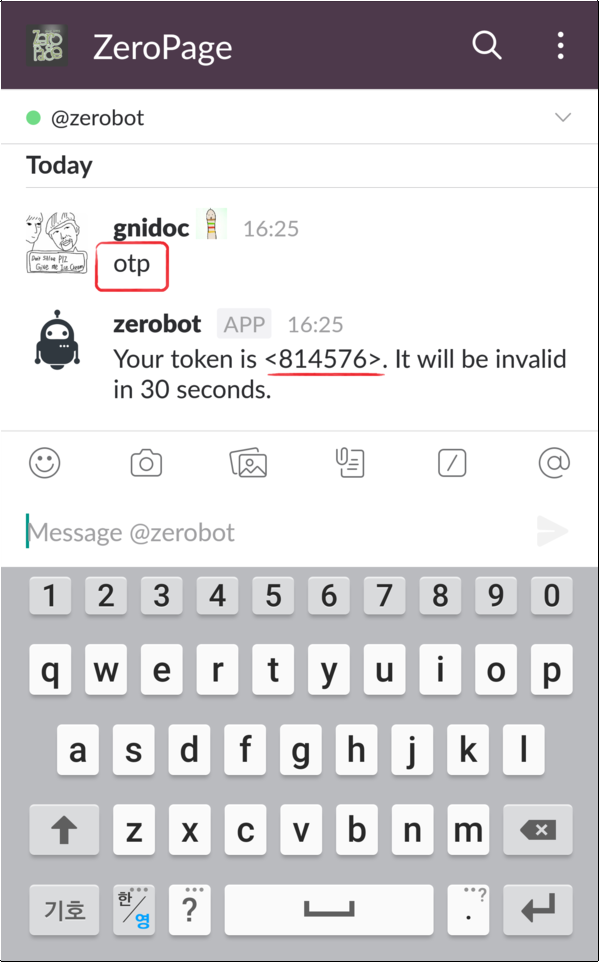 ZeroPage
@zerobot
Today
gnidoc 16:25
otp
zerobot APP 16:25
Your token is <814576>. It will be invalid
in 30 seconds.
Message @zerobot
1 2 3 4 5 6 7 8 9 0
q w e r t y u i o p
a s d f g h j k l
z x c v b n m
기호 한/영 ? . ?